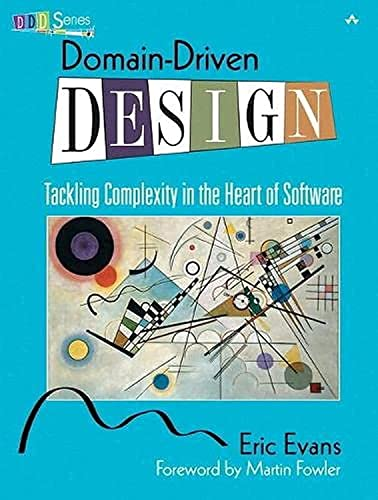 DDD Series
Domain-Driven
DESIGN
Tackling Complexity in the Heart of Software
Eric Evans
Foreword by Martin Fowler